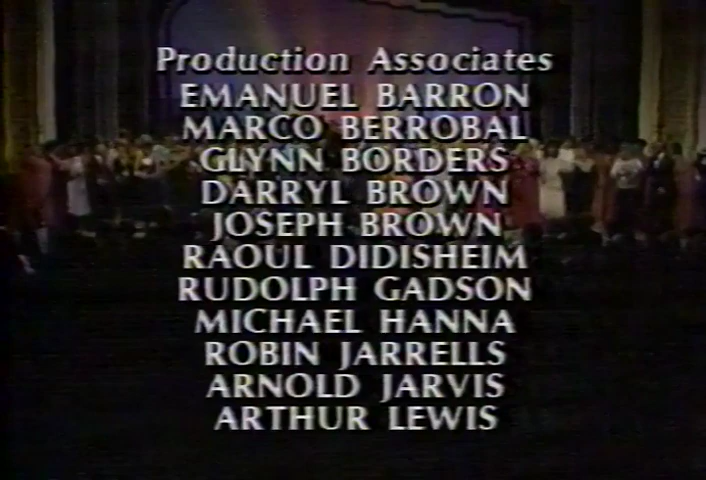 Production Associates
EMANUEL BARRON
MARCO BERROBAL
GLYNN BORDERS
DARRYL BROWN
JOSEPH BROWN
RAOUL DIDISHEIM
RUDOLPH GADSON
MICHAEL HANNA
ROBIN JARRELLS
ARNOLD JARVIS
ARTHUR LEWIS